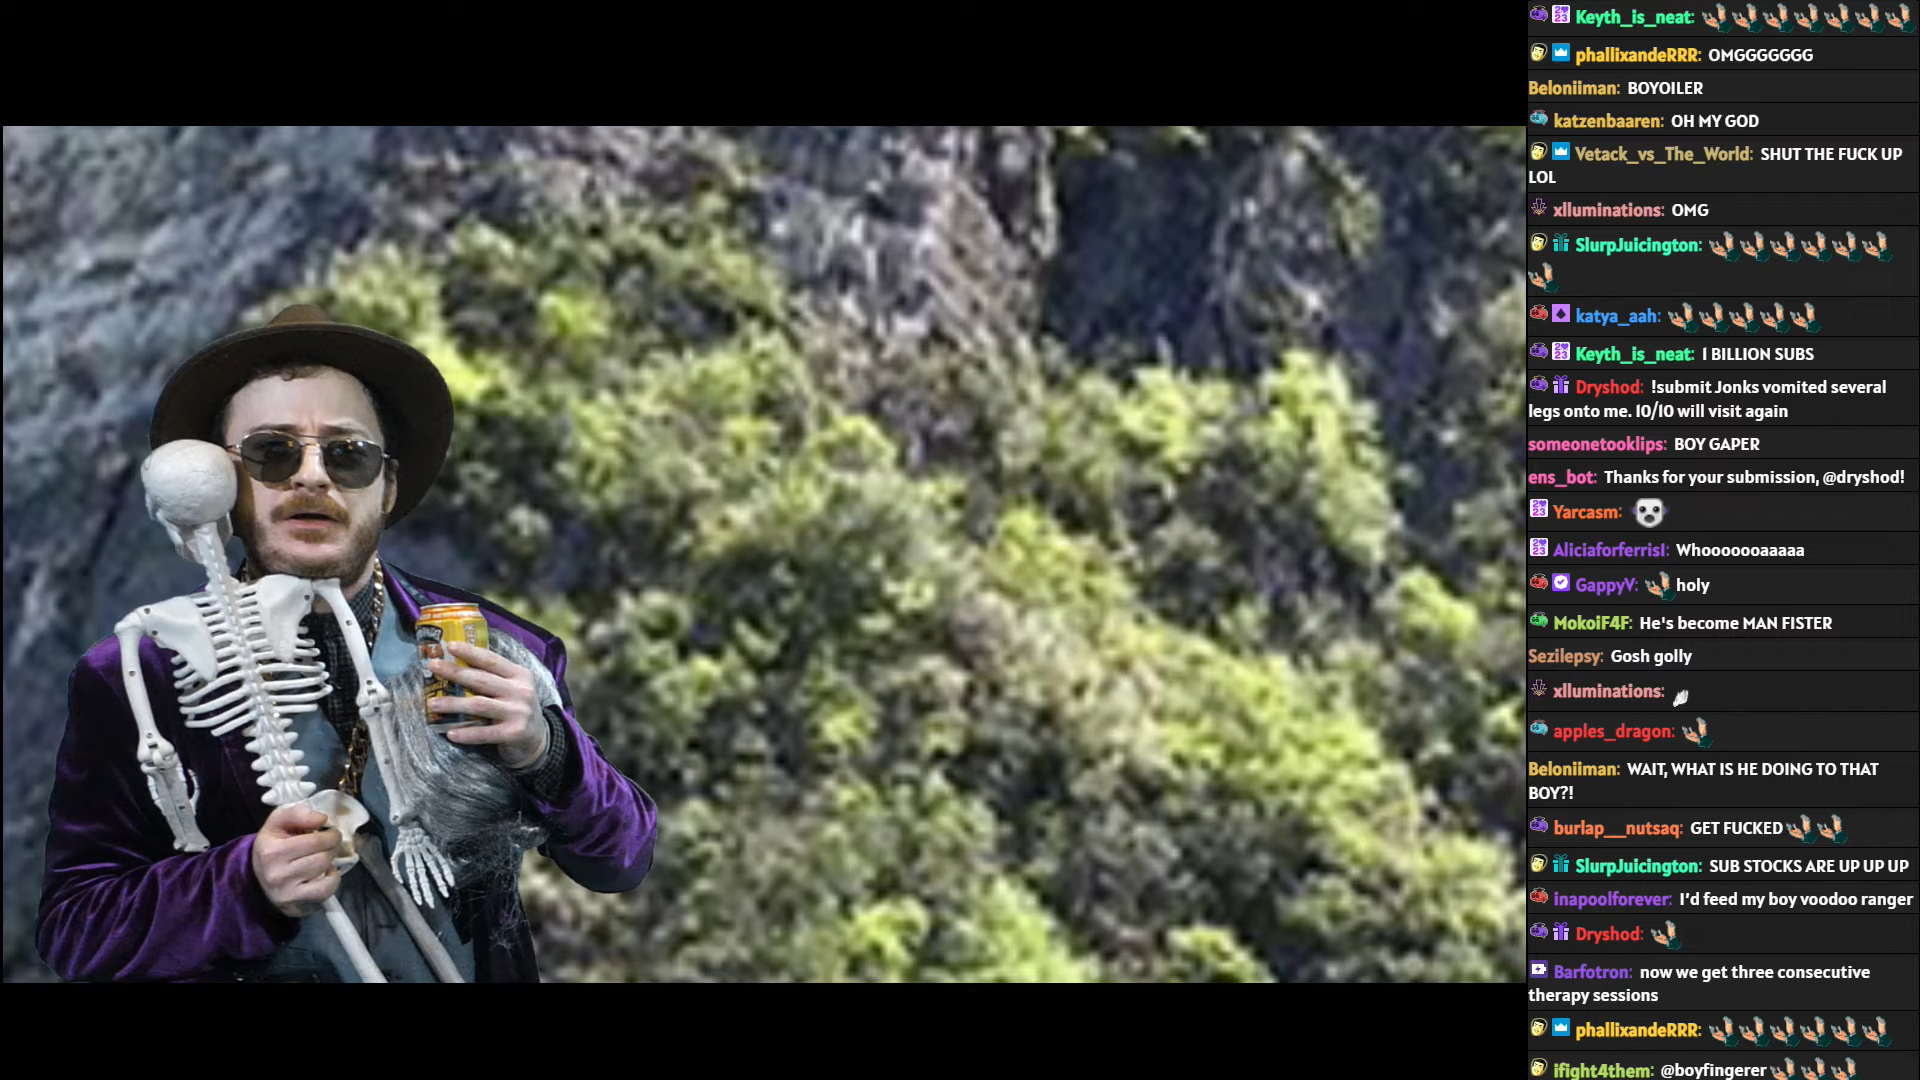 Keyth_is_neat:
phallixandeRRR: OMGGGGGGG
Beloniiman: BOYOILER
katzenbaaren: OH MY GOD
Vetack_vs_The_World: SHUT THE FUCK UP
LOL
xlluminations: OMG
SlurpJuicington:
katya_aah:
Keyth_is_neat: 1 BILLION SUBS
Dryshod: !submit Jonks vomited several
legs onto me. 10/10 will visit again
someonetooklips: BOY GAPER
ens_bot: Thanks for your submission, @dryshod!
Yarcasm:
AliciaforferrisI: Whooooooaaaaa
GappyV: holy
MokoiF4F: He's become MAN FISTER
Sezilepsy: Gosh golly
xlluminations:
apples_dragon:
Beloniiman: WAIT, WHAT IS HE DOING TO THAT
BOY?!
burlap__nutsaq: GET FUCKED
SlurpJuicington: SUB STOCKS ARE UP UP UP
inapoolforever: I'd feed my boy voodoo ranger
Dryshod:
Barfotron: now we get three consecutive
therapy sessions
phallixandeRRR:
ifight4them: @boyfingerer